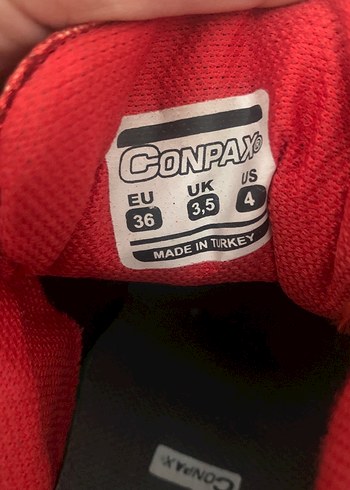 CONPAX®
EU UK US
36 3,5 4
MADE IN TURKEY
CONPAX